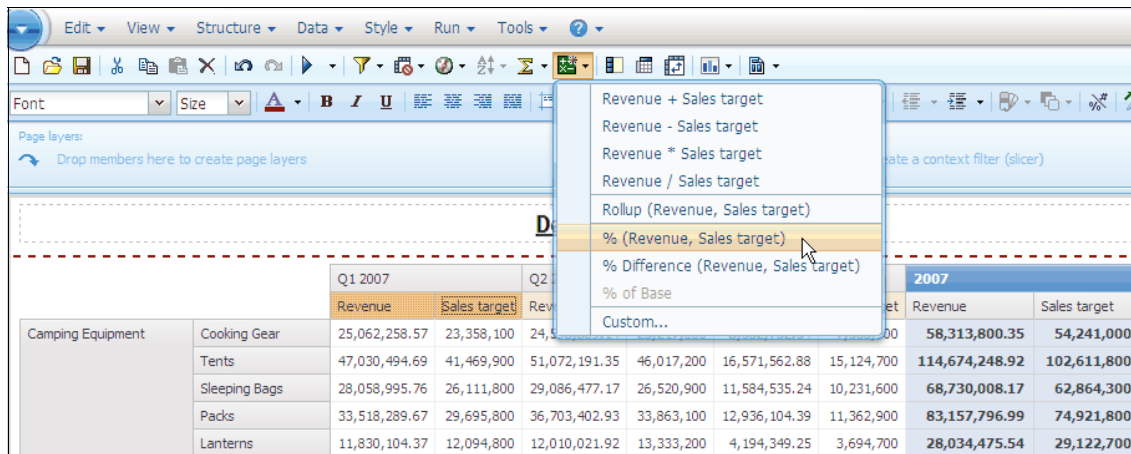 Edit View Structure Data Style Run Tools
Font Size B I U
Page layers:
Drop members here to create page layers
create a context filter (slicer)
Revenue + Sales target
Revenue - Sales target
Revenue * Sales target
Revenue / Sales target
Rollup (Revenue, Sales target)
% (Revenue, Sales target)
% Difference (Revenue, Sales target)
% of Base
Custom...
Q1 2007 Q2 2007
Revenue Sales target Revenue Sales target
Camping Equipment Cooking Gear 25,062,258.57 23,358,100 58,313,800.35 54,241,000
Tents 47,030,494.69 41,469,900 51,072,191.35 46,017,200 16,571,562.88 15,124,700 114,674,248.92 102,611,800
Sleeping Bags 28,058,995.76 26,111,800 29,086,477.17 26,520,900 11,584,535.24 10,231,600 68,730,008.17 62,864,300
Packs 33,518,289.67 29,695,800 36,703,402.93 33,863,100 12,936,104.39 11,362,900 83,157,796.99 74,921,800
Lanterns 11,830,104.37 12,094,800 12,010,021.92 13,333,200 4,194,349.25 3,694,700 28,034,475.54 29,122,700